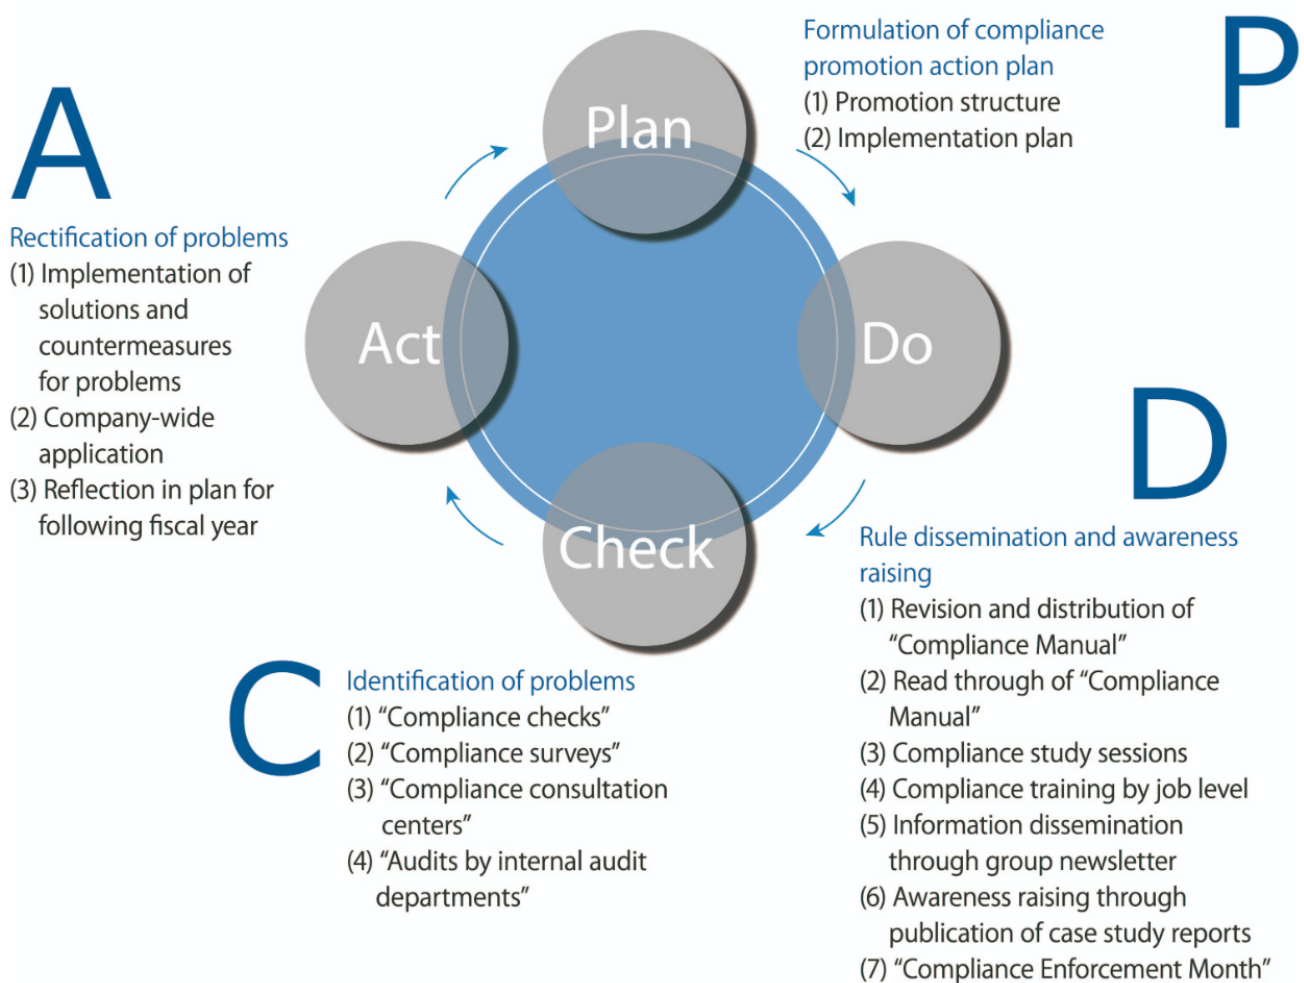 P
Formulation of compliance
promotion action plan
(1) Promotion structure
(2) Implementation plan
Plan
A
Rectification of problems
(1) Implementation of
solutions and
countermeasures
for problems
(2) Company-wide
application
(3) Reflection in plan for
following fiscal year
Act
Do
D
Rule dissemination and awareness
raising
(1) Revision and distribution of
“Compliance Manual”
(2) Read through of “Compliance
Manual”
(3) Compliance study sessions
(4) Compliance training by job level
(5) Information dissemination
through group newsletter
(6) Awareness raising through
publication of case study reports
(7) “Compliance Enforcement Month”
Check
C
Identification of problems
(1) “Compliance checks”
(2) “Compliance surveys”
(3) “Compliance consultation
centers”
(4) “Audits by internal audit
departments”